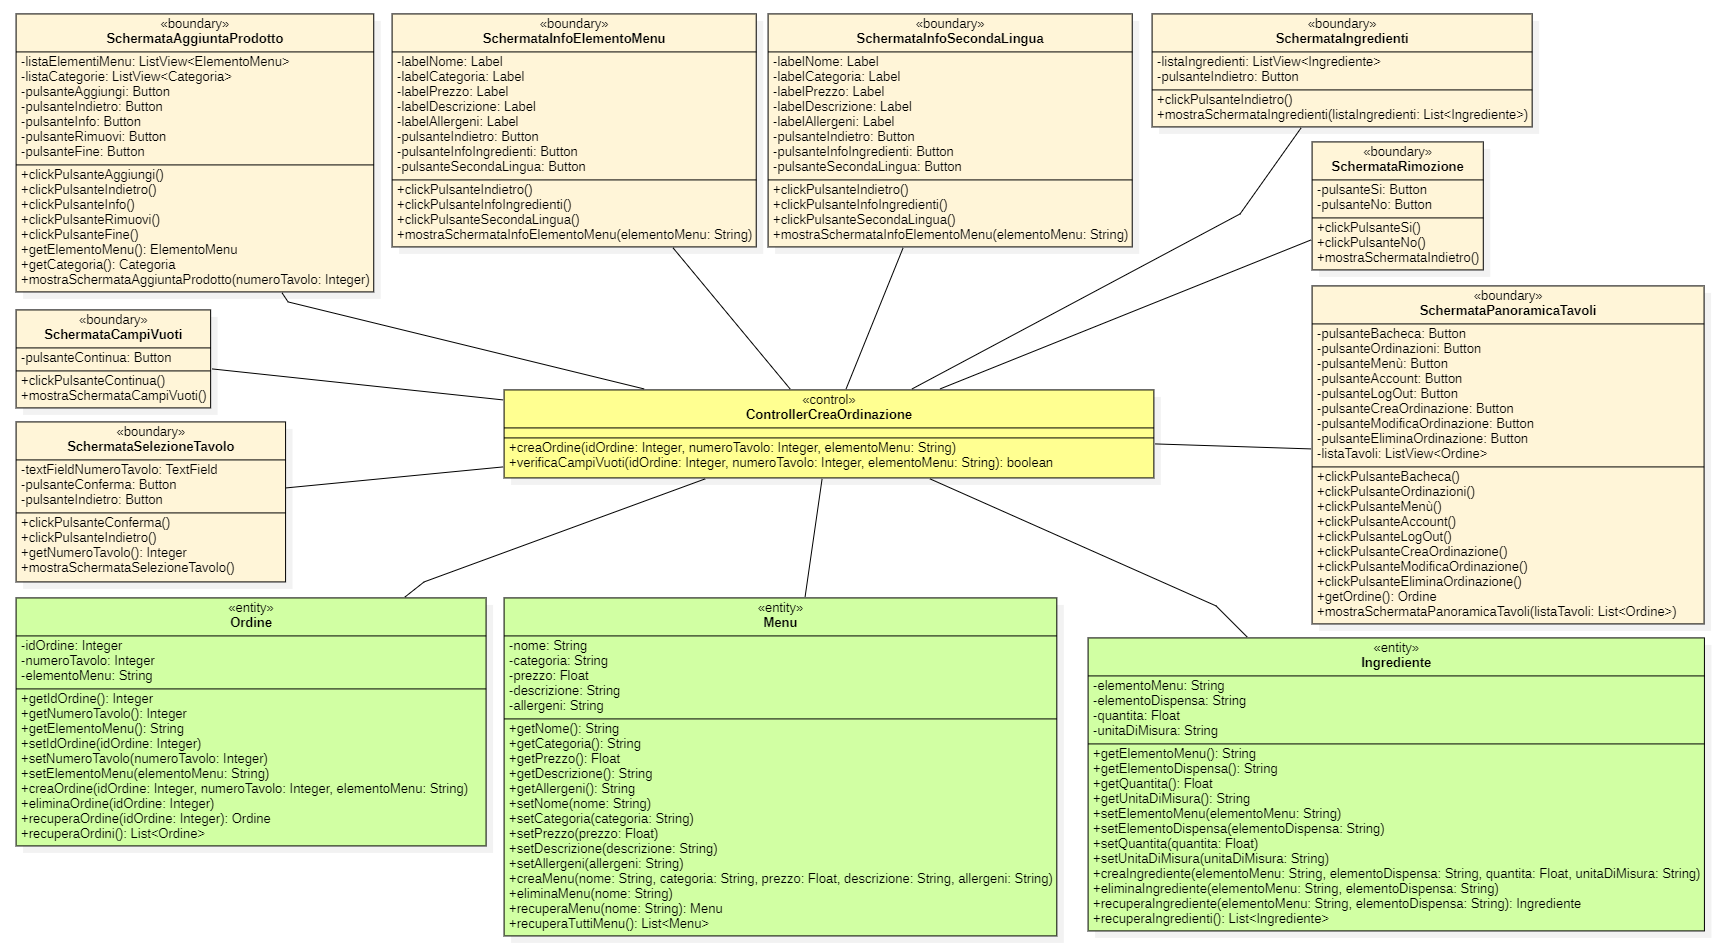 «boundary»
SchermataAggiuntaProdotto
-listaElementiMenu: ListView<ElementoMenu>
-listaCategorie: ListView<Categoria>
-pulsanteAggiungi: Button
-pulsanteIndietro: Button
-pulsanteInfo: Button
-pulsanteRimuovi: Button
-pulsanteFine: Button
+clickPulsanteAggiungi()
+clickPulsanteIndietro()
+clickPulsanteInfo()
+clickPulsanteRimuovi()
+clickPulsanteFine()
+getElementoMenu(): ElementoMenu
+getCategoria(): Categoria
+mostraSchermataAggiuntaProdotto(numeroTavolo: Integer)
«boundary»
SchermataInfoElementoMenu
-labelNome: Label
-labelCategoria: Label
-labelPrezzo: Label
-labelDescrizione: Label
-labelAllergeni: Label
-pulsanteIndietro: Button
-pulsanteInfoIngredienti: Button
-pulsanteSecondaLingua: Button
+clickPulsanteIndietro()
+clickPulsanteInfoIngredienti()
+clickPulsanteSecondaLingua()
+mostraSchermataInfoElementoMenu(elementoMenu: String)
«boundary»
SchermataInfoSecondaLingua
-labelNome: Label
-labelCategoria: Label
-labelPrezzo: Label
-labelDescrizione: Label
-labelAllergeni: Label
-pulsanteIndietro: Button
-pulsanteInfoIngredienti: Button
-pulsanteSecondaLingua: Button
+clickPulsanteIndietro()
+clickPulsanteInfoIngredienti()
+clickPulsanteSecondaLingua()
+mostraSchermataInfoElementoMenu(elementoMenu: String)
«boundary»
SchermataIngredienti
-listaIngredienti: ListView<Ingrediente>
-pulsanteIndietro: Button
+clickPulsanteIndietro()
+mostraSchermataIngredienti(listaIngredienti: List<Ingrediente>)
«boundary»
SchermataRimozione
-pulsanteSi: Button
-pulsanteNo: Button
+clickPulsanteSi()
+clickPulsanteNo()
+mostraSchermataIndietro()
«boundary»
SchermataCampiVuoti
-pulsanteContinua: Button
+clickPulsanteContinua()
+mostraSchermataCampiVuoti()
«boundary»
SchermataSelezioneTavolo
-textFieldNumeroTavolo: TextField
-pulsanteConferma: Button
-pulsanteIndietro: Button
+clickPulsanteConferma()
+clickPulsanteIndietro()
+getNumeroTavolo(): Integer
+mostraSchermataSelezioneTavolo()
«control»
ControllerCreaOrdinazione
+creaOrdine(idOrdine: Integer, numeroTavolo: Integer, elementoMenu: String)
+verificaCampiVuoti(idOrdine: Integer, numeroTavolo: Integer, elementoMenu: String): boolean
«boundary»
SchermataPanoramicaTavoli
-pulsanteBacheca: Button
-pulsanteOrdinazioni: Button
-pulsanteMenù: Button
-pulsanteAccount: Button
-pulsanteLogOut: Button
-pulsanteCreaOrdinazione: Button
-pulsanteModificaOrdinazione: Button
-pulsanteEliminaOrdinazione: Button
-listaTavoli: ListView<Ordine>
+clickPulsanteBacheca()
+clickPulsanteOrdinazioni()
+clickPulsanteMenù()
+clickPulsanteAccount()
+clickPulsanteLogOut()
+clickPulsanteCreaOrdinazione()
+clickPulsanteModificaOrdinazione()
+clickPulsanteEliminaOrdinazione()
+getOrdine(): Ordine
+mostraSchermataPanoramicaTavoli(listaTavoli: List<Ordine>)
«entity»
Ordine
-idOrdine: Integer
-numeroTavolo: Integer
-elementoMenu: String
+getIdOrdine(): Integer
+getNumeroTavolo(): Integer
+getElementoMenu(): String
+setIdOrdine(idOrdine: Integer)
+setNumeroTavolo(numeroTavolo: Integer)
+setElementoMenu(elementoMenu: String)
+creaOrdine(idOrdine: Integer, numeroTavolo: Integer, elementoMenu: String)
+eliminaOrdine(idOrdine: Integer)
+recuperaOrdine(idOrdine: Integer): Ordine
+recuperaOrdini(): List<Ordine>
«entity»
Menu
-nome: String
-categoria: String
-prezzo: Float
-descrizione: String
-allergeni: String
+getNome(): String
+getCategoria(): String
+getPrezzo(): Float
+getDescrizione(): String
+getAllergeni(): String
+setNome(nome: String)
+setCategoria(categoria: String)
+setPrezzo(prezzo: Float)
+setDescrizione(descrizione: String)
+setAllergeni(allergeni: String)
+creaMenu(nome: String, categoria: String, prezzo: Float, descrizione: String, allergeni: String)
+eliminaMenu(nome: String)
+recuperaMenu(nome: String): Menu
+recuperaTuttiMenu(): List<Menu>
«entity»
Ingrediente
-elementoMenu: String
-elementoDispensa: String
-quantita: Float
-unitaDiMisura: String
+getElementoMenu(): String
+getElementoDispensa(): String
+getQuantita(): Float
+getUnitaDiMisura(): String
+setElementoMenu(elementoMenu: String)
+setElementoDispensa(elementoDispensa: String)
+setQuantita(quantita: Float)
+setUnitaDiMisura(unitaDiMisura: String)
+creaIngrediente(elementoMenu: String, elementoDispensa: String, quantita: Float, unitaDiMisura: String)
+eliminaIngrediente(elementoMenu: String, elementoDispensa: String)
+recuperaIngrediente(elementoMenu: String, elementoDispensa: String): Ingrediente
+recuperaIngredienti(): List<Ingrediente>